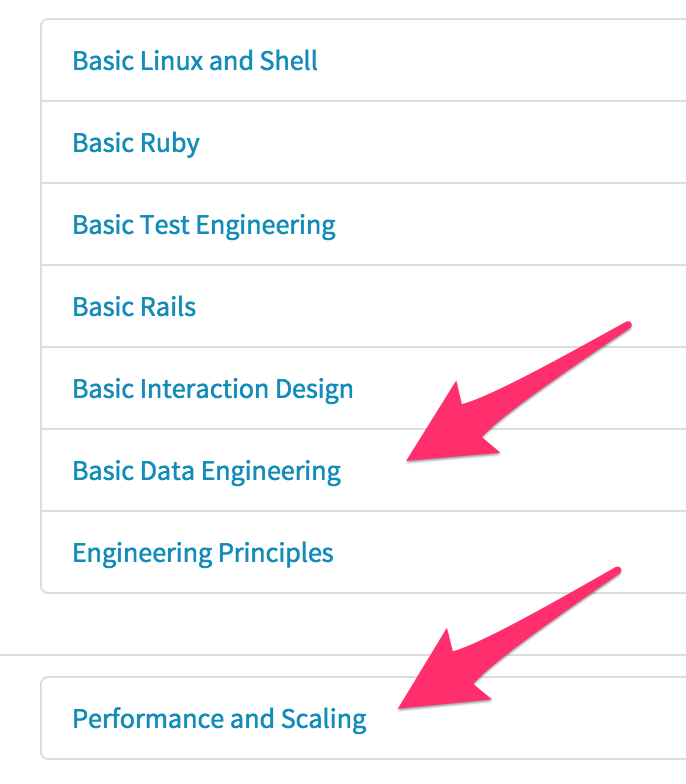 Basic Linux and Shell
Basic Ruby
Basic Test Engineering
Basic Rails
Basic Interaction Design
Basic Data Engineering
Engineering Principles
Performance and Scaling